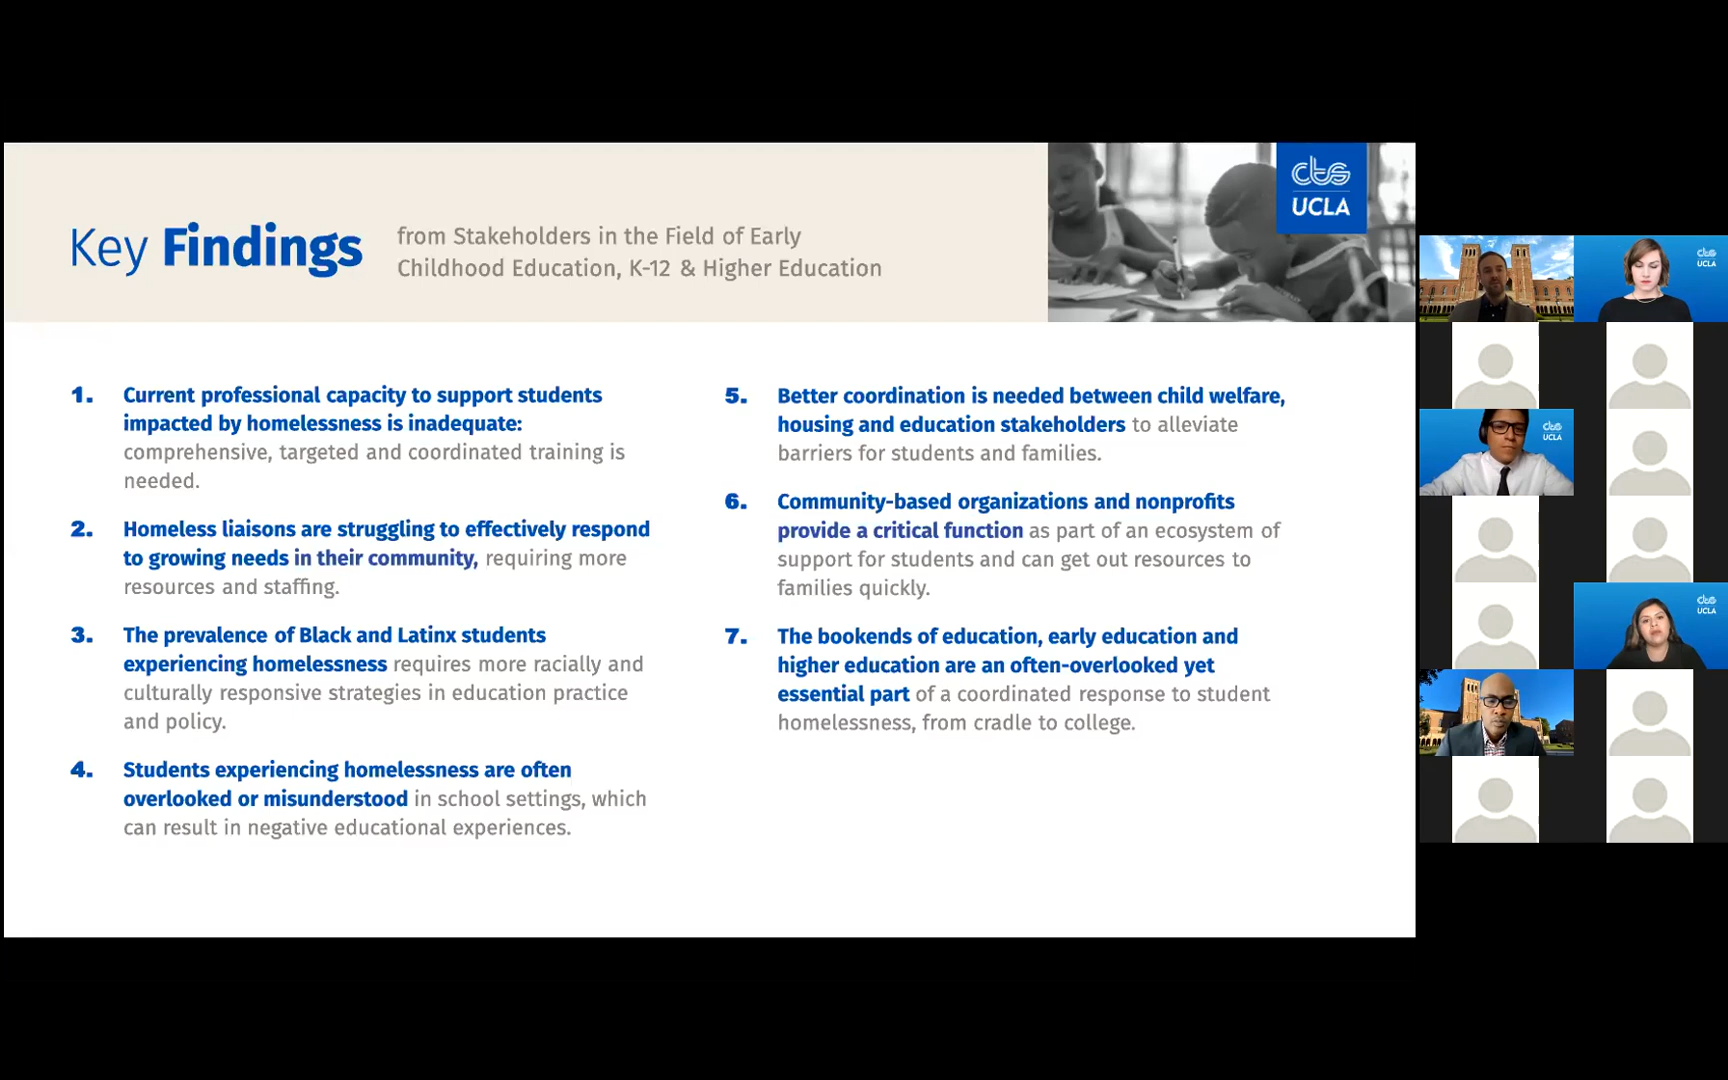 Key Findings
from Stakeholders in the Field of Early
Childhood Education, K-12 & Higher Education
cts
UCLA
1. Current professional capacity to support students
impacted by homelessness is inadequate:
comprehensive, targeted and coordinated training is
needed.
2. Homeless liaisons are struggling to effectively respond
to growing needs in their community, requiring more
resources and staffing.
3. The prevalence of Black and Latinx students
experiencing homelessness requires more racially and
culturally responsive strategies in education practice
and policy.
4. Students experiencing homelessness are often
overlooked or misunderstood in school settings, which
can result in negative educational experiences.
5. Better coordination is needed between child welfare,
housing and education stakeholders to alleviate
barriers for students and families.
6. Community-based organizations and nonprofits
provide a critical function as part of an ecosystem of
support for students and can get out resources to
families quickly.
7. The bookends of education, early education and
higher education are an often-overlooked yet
essential part of a coordinated response to student
homelessness, from cradle to college.
cts
UCLA
cts
UCLA
cts
UCLA